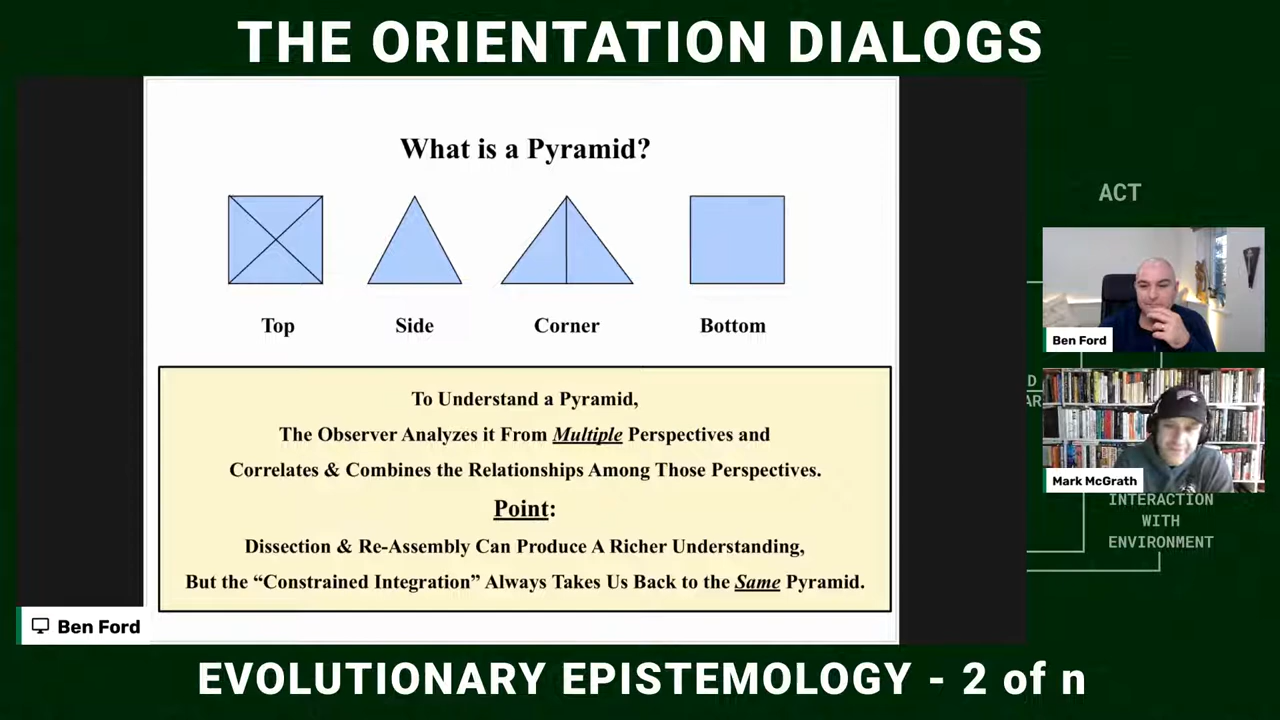 THE ORIENTATION DIALOGS
What is a Pyramid?
Top
Side
Corner
Bottom
To Understand a Pyramid,
The Observer Analyzes it From Multiple Perspectives and
Correlates & Combines the Relationships Among Those Perspectives.
Point:
Dissection & Re-Assembly Can Produce A Richer Understanding,
But the “Constrained Integration” Always Takes Us Back to the Same Pyramid.
Ben Ford
ACT
Ben Ford
Mark McGrath
INTERACTION
WITH
ENVIRONMENT
EVOLUTIONARY EPISTEMOLOGY - 2 of n